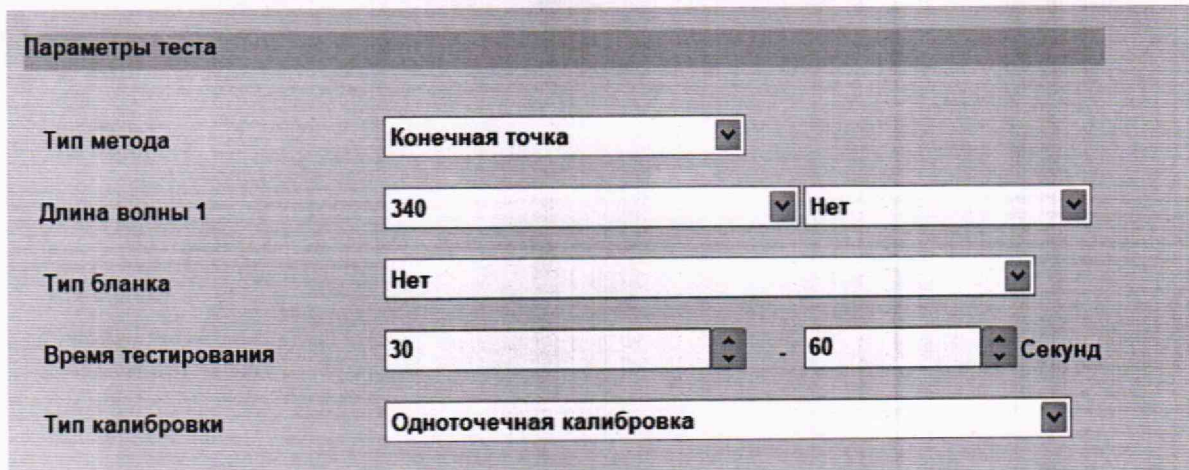 Параметры теста
Тип метода Конечная точка
Длина волны 1 340 Нет
Тип бланка Нет
Время тестирования 30 - 60 Секунд
Тип калибровки Одноточечная калибровка